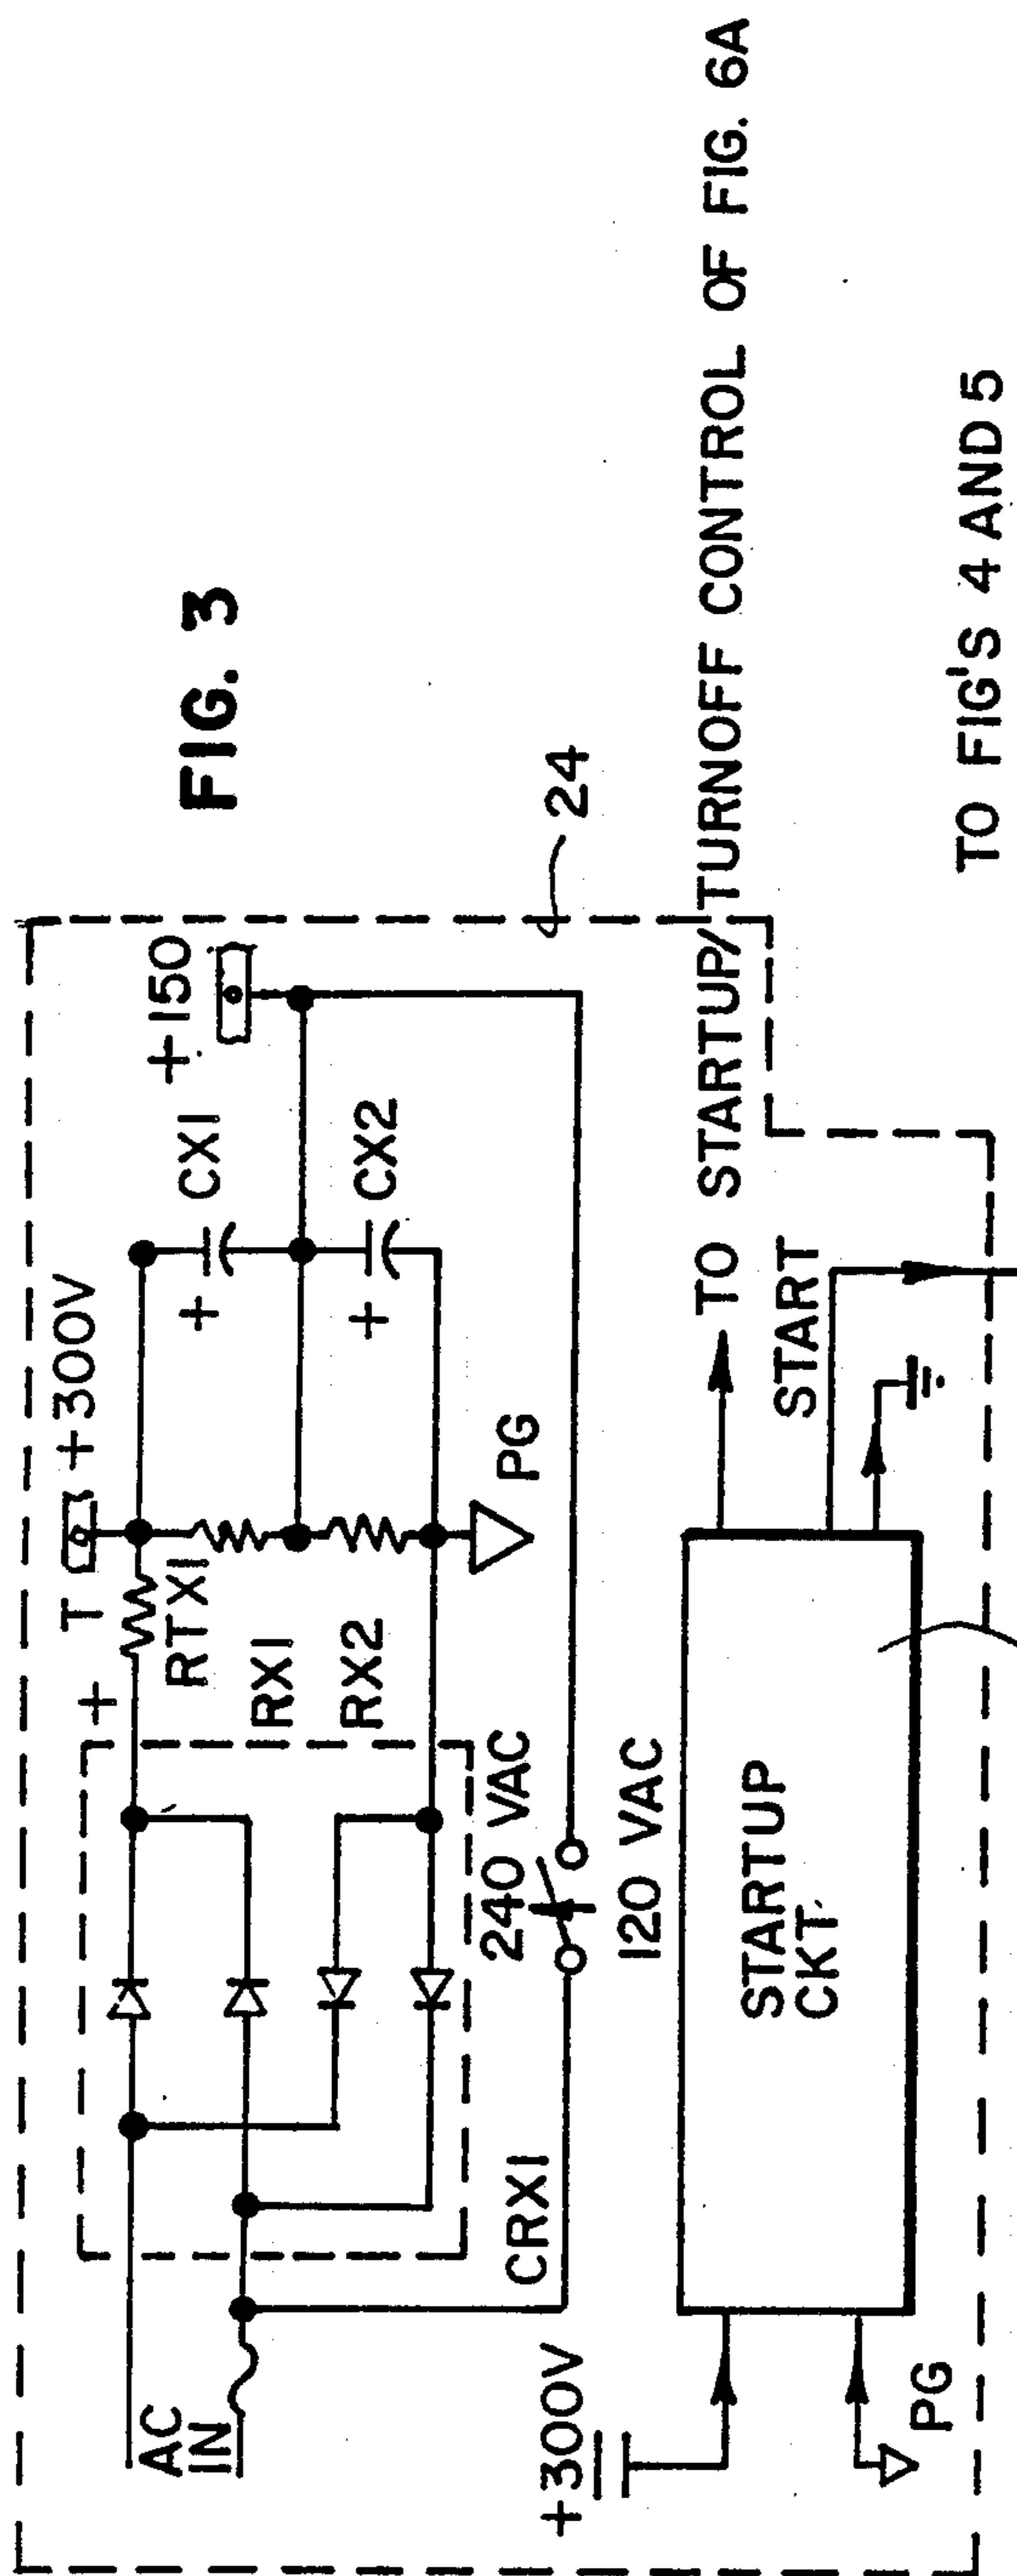 FIG. 3
T +300V
+150
+
RTX1
CX1
+
RX1
RX2
CX2
+
PG
24
AC
IN
240 VAC
CRX1
120 VAC
+300V
STARTUP
CKT.
TO STARTUP/TURNOFF CONTROL OF FIG. 6A
START
PG
TO FIG'S 4 AND 5